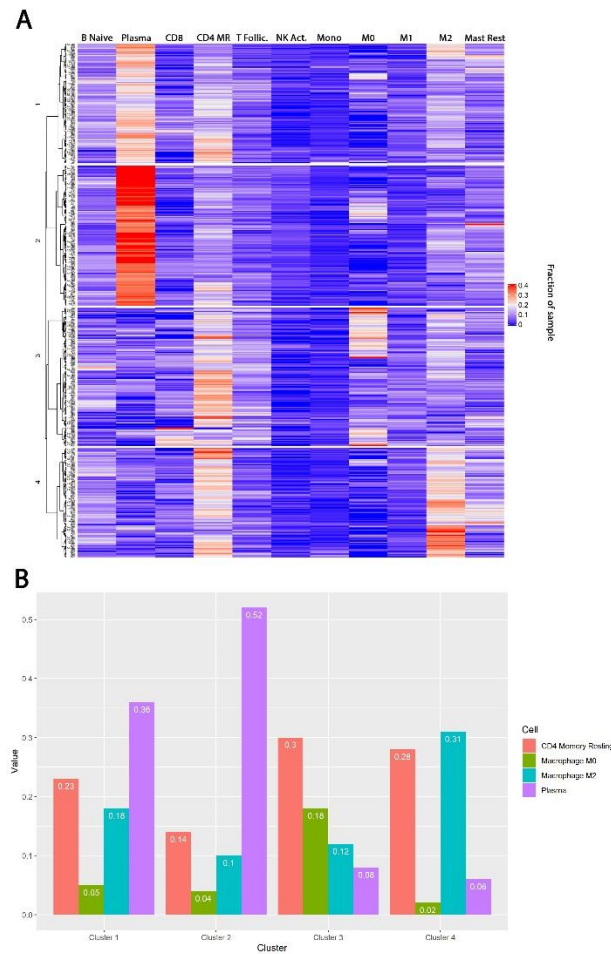 A
B Naive Plasma CD8 CD4 MR T Follic. NK Act. Mono M0 M1 M2 Mast Rest
1
2
3
4
Fraction of sample
0.4
0.3
0.2
0.1
0
B
Value
0.5
0.4
0.3
0.2
0.1
0.0
0.23
0.05
0.18
0.36
0.14
0.04
0.1
0.52
0.3
0.18
0.12
0.08
0.28
0.02
0.31
0.06
Cluster 1 Cluster 2 Cluster 3 Cluster 4
Cluster
Cell
CD4 Memory Resting
Macrophage M0
Macrophage M2
Plasma